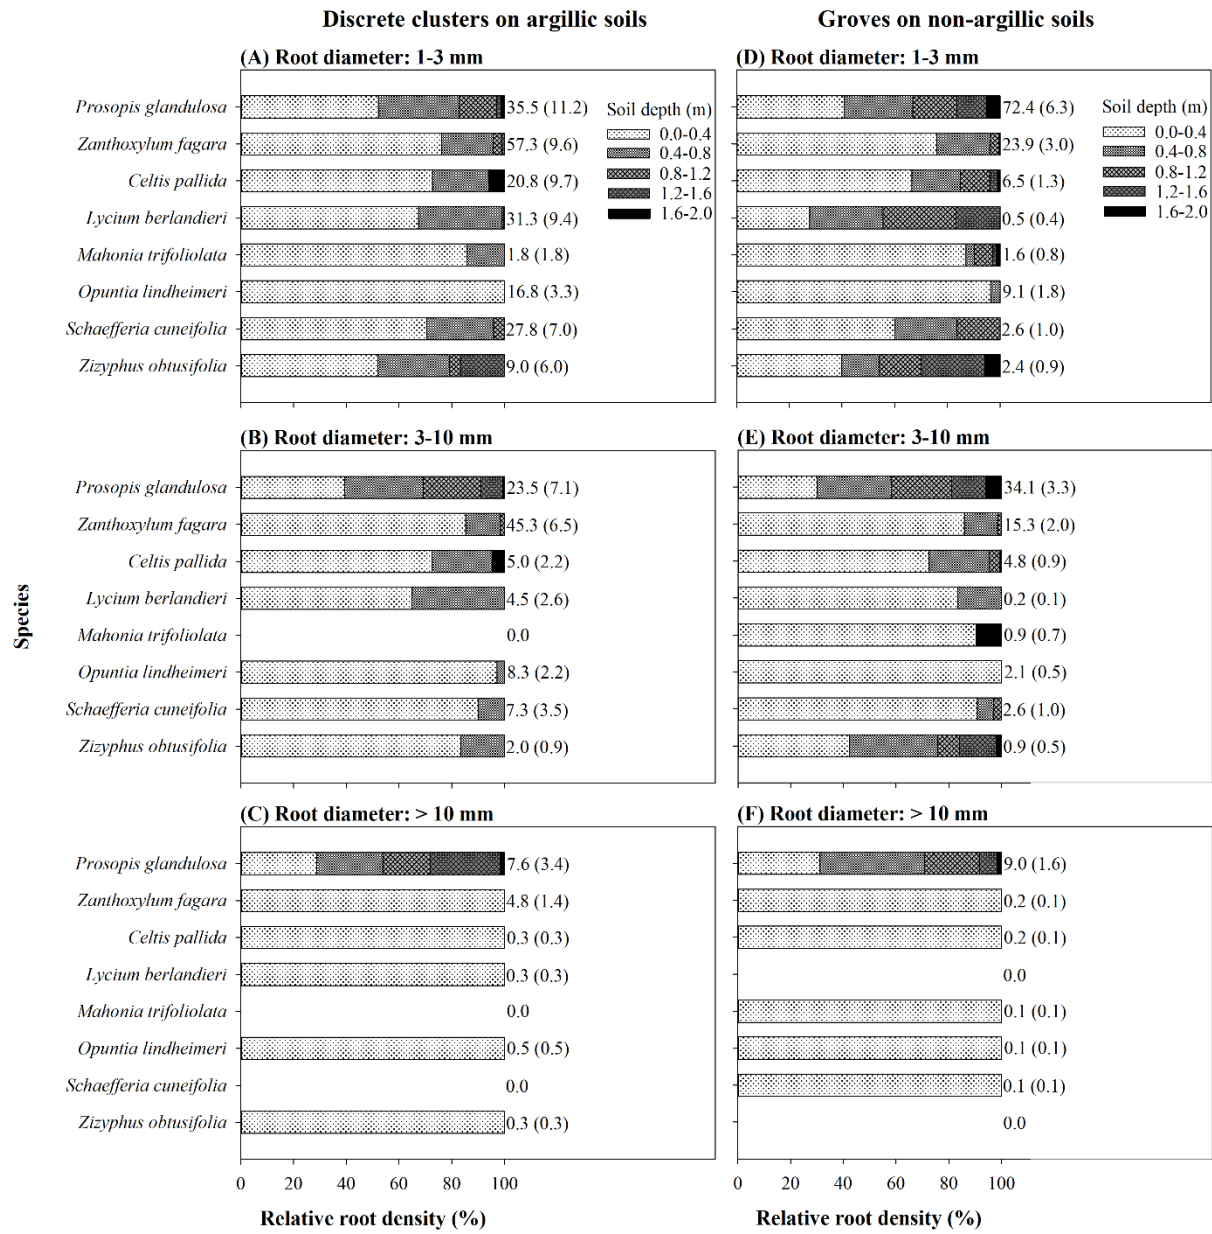 Discrete clusters on argillic soils
Groves on non-argillic soils
(A) Root diameter: 1-3 mm
Prosopis glandulosa 35.5 (11.2)
Zanthoxylum fagara 57.3 (9.6)
Celtis pallida 20.8 (9.7)
Lycium berlandieri 31.3 (9.4)
Mahonia trifoliolata 1.8 (1.8)
Opuntia lindheimeri 16.8 (3.3)
Schaefferia cuneifolia 27.8 (7.0)
Zizyphus obtusifolia 9.0 (6.0)
Soil depth (m)
0.0-0.4
0.4-0.8
0.8-1.2
1.2-1.6
1.6-2.0
(D) Root diameter: 1-3 mm
72.4 (6.3)
23.9 (3.0)
6.5 (1.3)
0.5 (0.4)
1.6 (0.8)
9.1 (1.8)
2.6 (1.0)
2.4 (0.9)
Soil depth (m)
0.0-0.4
0.4-0.8
0.8-1.2
1.2-1.6
1.6-2.0
Species
(B) Root diameter: 3-10 mm
Prosopis glandulosa 23.5 (7.1)
Zanthoxylum fagara 45.3 (6.5)
Celtis pallida 5.0 (2.2)
Lycium berlandieri 4.5 (2.6)
Mahonia trifoliolata 0.0
Opuntia lindheimeri 8.3 (2.2)
Schaefferia cuneifolia 7.3 (3.5)
Zizyphus obtusifolia 2.0 (0.9)
(E) Root diameter: 3-10 mm
34.1 (3.3)
15.3 (2.0)
4.8 (0.9)
0.2 (0.1)
0.9 (0.7)
2.1 (0.5)
2.6 (1.0)
0.9 (0.5)
(C) Root diameter: > 10 mm
Prosopis glandulosa 7.6 (3.4)
Zanthoxylum fagara 4.8 (1.4)
Celtis pallida 0.3 (0.3)
Lycium berlandieri 0.3 (0.3)
Mahonia trifoliolata 0.0
Opuntia lindheimeri 0.5 (0.5)
Schaefferia cuneifolia 0.0
Zizyphus obtusifolia 0.3 (0.3)
0 20 40 60 80 100
Relative root density (%)
(F) Root diameter: > 10 mm
9.0 (1.6)
0.2 (0.1)
0.2 (0.1)
0.0
0.1 (0.1)
0.1 (0.1)
0.1 (0.1)
0.0
0 20 40 60 80 100
Relative root density (%)